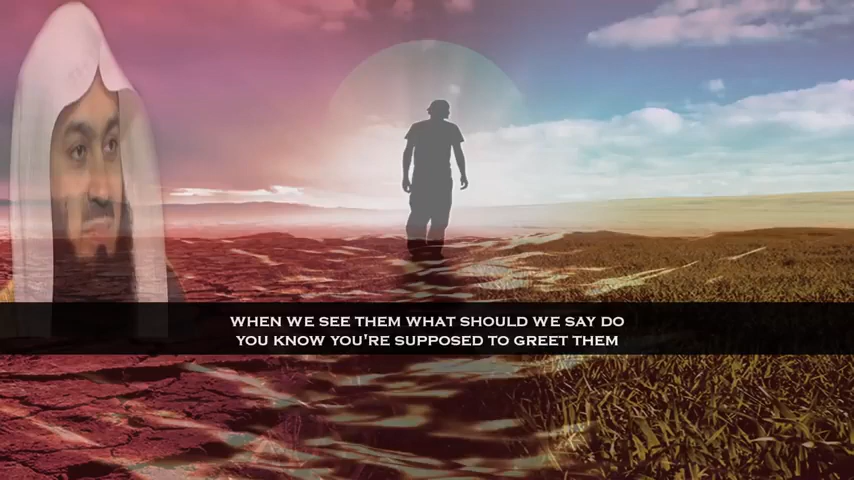 WHEN WE SEE THEM WHAT SHOULD WE SAY DO
YOU KNOW YOU'RE SUPPOSED TO GREET THEM